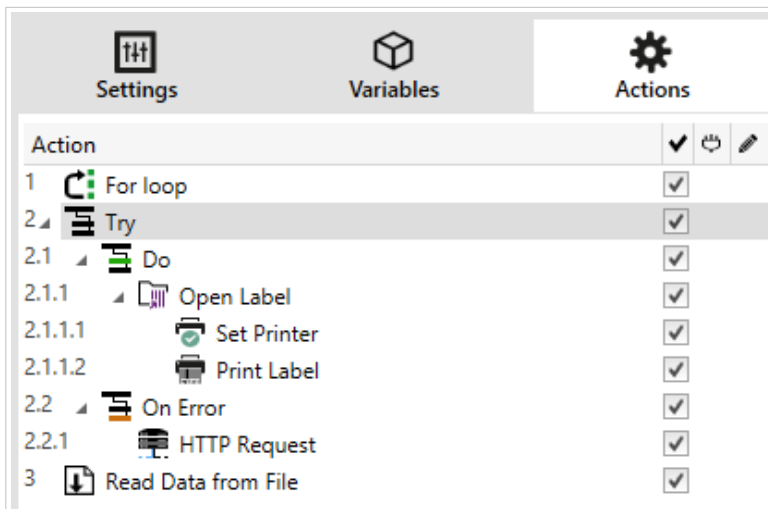 Settings Variables Actions
Action
1 For loop
2 Try
2.1 Do
2.1.1 Open Label
2.1.1.1 Set Printer
2.1.1.2 Print Label
2.2 On Error
2.2.1 HTTP Request
3 Read Data from File